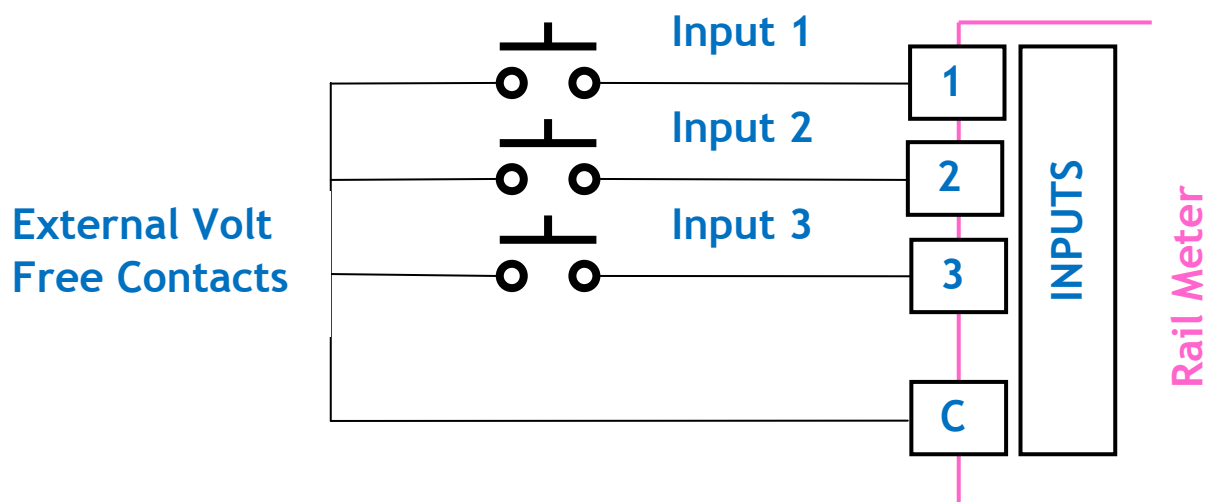 Input 1
1
Input 2
2
External Volt
Free Contacts
Input 3
3
C
INPUTS
Rail Meter